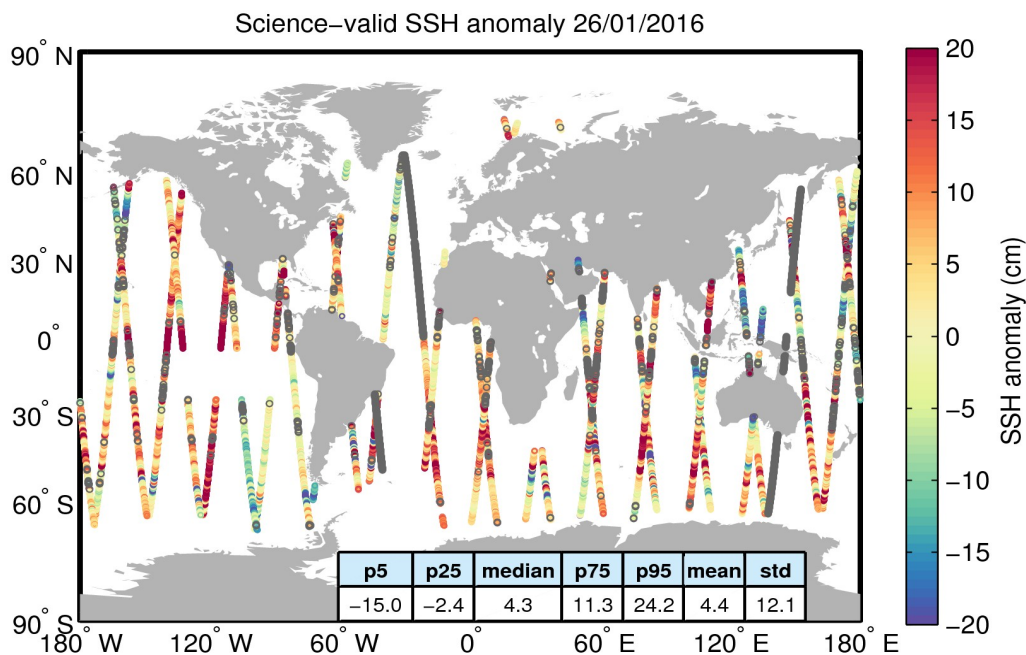 Science−valid SSH anomaly 26/01/2016
90° N
60° N
30° N
0°
30° S
60° S
90° S
180° W
120° W
60° W
0°
60° E
120° E
180° E
p5 p25 median p75 p95 mean std
−15.0 −2.4 4.3 11.3 24.2 4.4 12.1
20
15
10
5
0
−5
−10
−15
−20
SSH anomaly (cm)